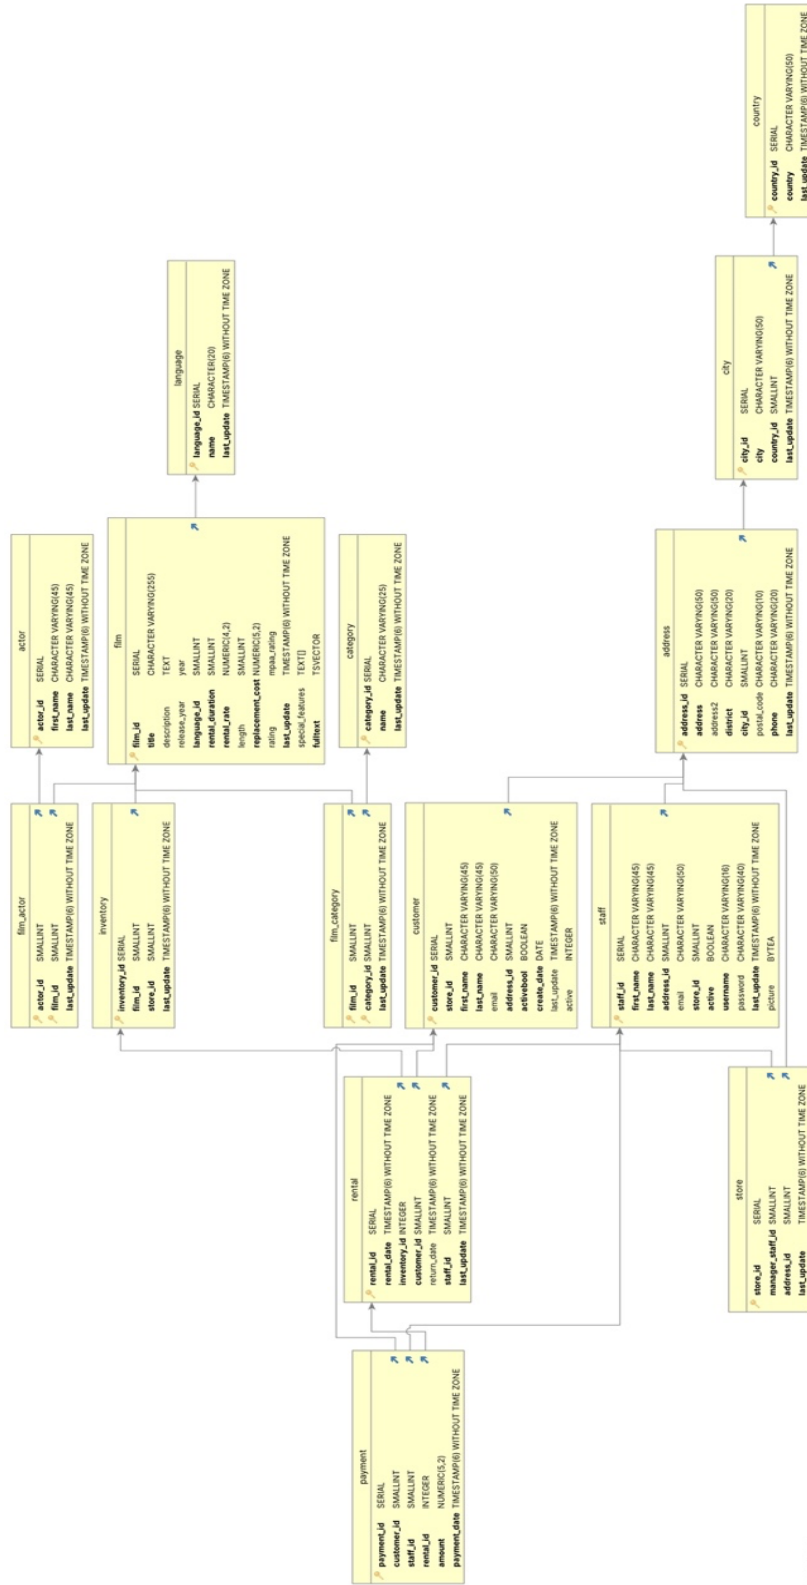 payment
payment_id SERIAL
customer_id SMALLINT
staff_id SMALLINT
rental_id INTEGER
amount NUMERIC(5,2)
payment_date TIMESTAMP(6) WITHOUT TIME ZONE
rental
rental_id SERIAL
rental_date TIMESTAMP(6) WITHOUT TIME ZONE
inventory_id INTEGER
customer_id SMALLINT
return_date TIMESTAMP(6) WITHOUT TIME ZONE
staff_id SMALLINT
last_update TIMESTAMP(6) WITHOUT TIME ZONE
store
store_id SERIAL
manager_staff_id SMALLINT
address_id SMALLINT
last_update TIMESTAMP(6) WITHOUT TIME ZONE
film_actor
actor_id SMALLINT
film_id SMALLINT
last_update TIMESTAMP(6) WITHOUT TIME ZONE
inventory
inventory_id SERIAL
film_id SMALLINT
store_id SMALLINT
last_update TIMESTAMP(6) WITHOUT TIME ZONE
film_category
film_id SMALLINT
category_id SMALLINT
last_update TIMESTAMP(6) WITHOUT TIME ZONE
customer
customer_id SERIAL
store_id SMALLINT
first_name CHARACTER VARYING(45)
last_name CHARACTER VARYING(45)
email CHARACTER VARYING(50)
address_id SMALLINT
activebool BOOLEAN
create_date DATE
last_update TIMESTAMP(6) WITHOUT TIME ZONE
active INTEGER
staff
staff_id SERIAL
first_name CHARACTER VARYING(45)
last_name CHARACTER VARYING(45)
address_id SMALLINT
email CHARACTER VARYING(50)
store_id SMALLINT
active BOOLEAN
username CHARACTER VARYING(16)
password CHARACTER VARYING(40)
last_update TIMESTAMP(6) WITHOUT TIME ZONE
picture BYTEA
actor
actor_id SERIAL
first_name CHARACTER VARYING(45)
last_name CHARACTER VARYING(45)
last_update TIMESTAMP(6) WITHOUT TIME ZONE
film
film_id SERIAL
title CHARACTER VARYING(255)
description TEXT
release_year year
language_id SMALLINT
rental_duration SMALLINT
rental_rate NUMERIC(4,2)
length SMALLINT
replacement_cost NUMERIC(5,2)
rating mpaa_rating
last_update TIMESTAMP(6) WITHOUT TIME ZONE
special_features TEXT[]
fulltext TSVECTOR
category
category_id SERIAL
name CHARACTER VARYING(25)
last_update TIMESTAMP(6) WITHOUT TIME ZONE
address
address_id SERIAL
address CHARACTER VARYING(50)
address2 CHARACTER VARYING(50)
district CHARACTER VARYING(20)
city_id SMALLINT
postal_code CHARACTER VARYING(10)
phone CHARACTER VARYING(20)
last_update TIMESTAMP(6) WITHOUT TIME ZONE
language
language_id SERIAL
name CHARACTER(20)
last_update TIMESTAMP(6) WITHOUT TIME ZONE
city
city_id SERIAL
city CHARACTER VARYING(50)
country_id SMALLINT
last_update TIMESTAMP(6) WITHOUT TIME ZONE
country
country_id SERIAL
country CHARACTER VARYING(50)
last_update TIMESTAMP(6) WITHOUT TIME ZONE